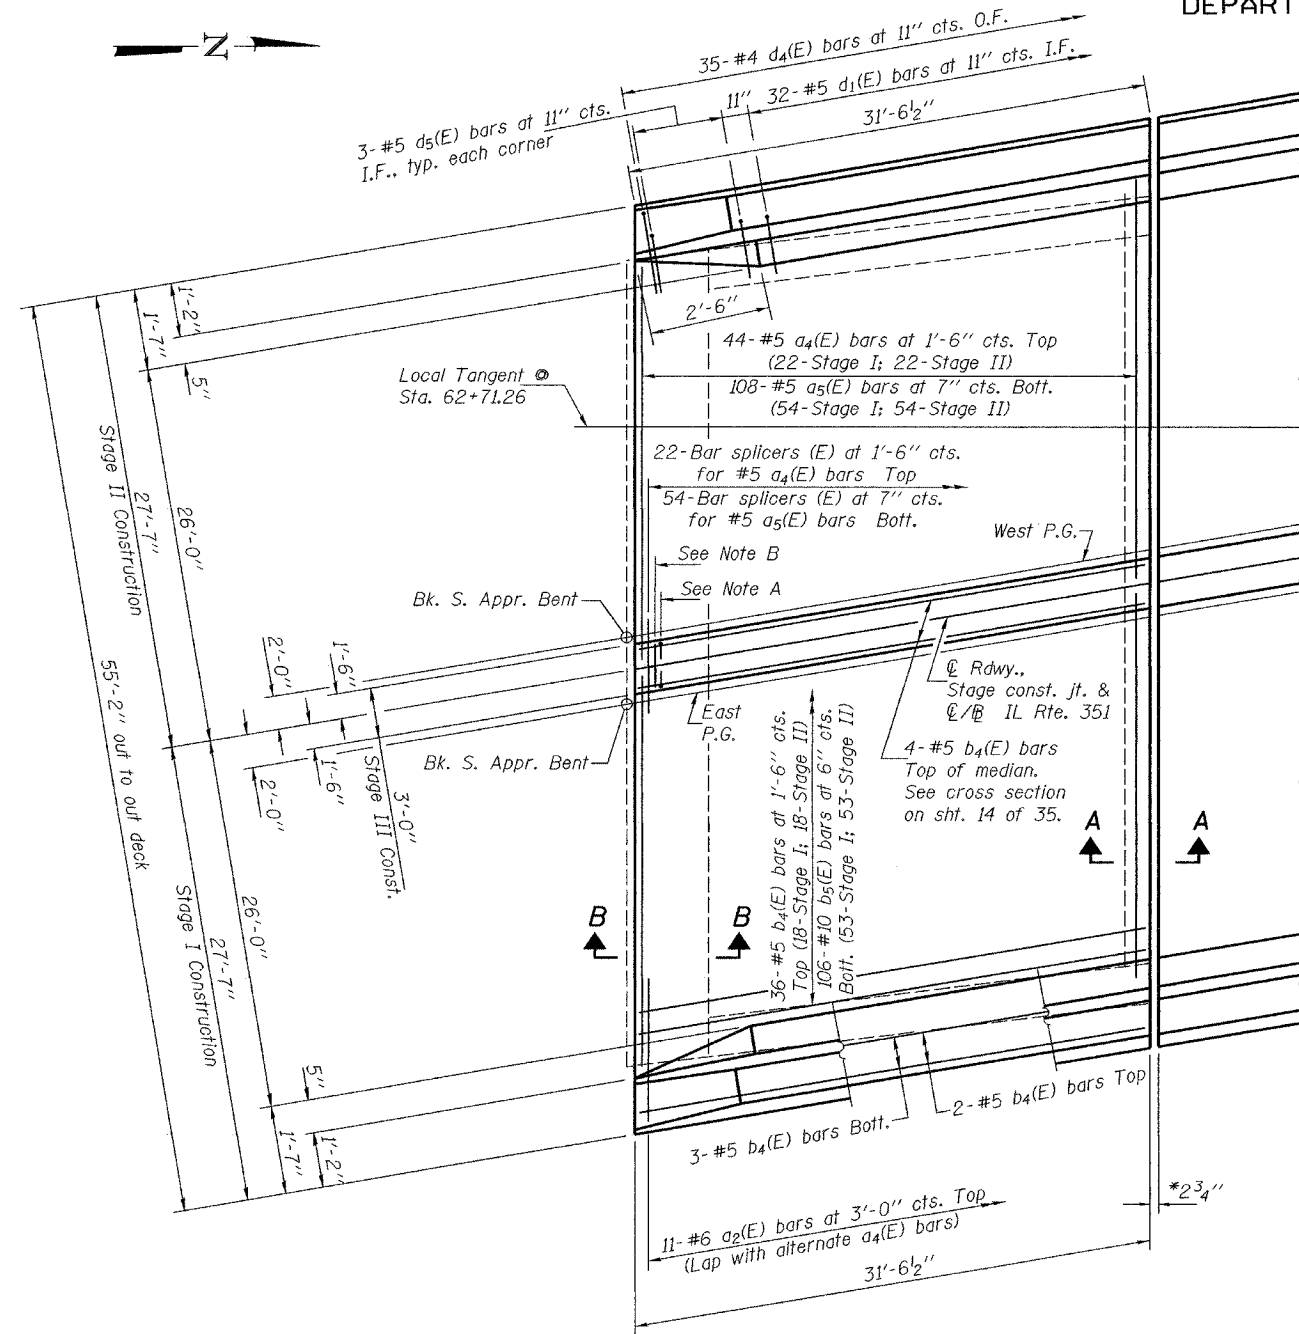 DEPART
N
35-#4 d4(E) bars at 11" cts. O.F.
11"
32-#5 d1(E) bars at 11" cts. I.F.
31'-6½"
3-#5 d5(E) bars at 11" cts.
I.F., typ. each corner
2'-6"
1'-2"
1'-7"
5"
44-#5 a4(E) bars at 1'-6" cts. Top
(22-Stage I; 22-Stage II)
108-#5 a5(E) bars at 7" cts. Bott.
(54-Stage I; 54-Stage II)
Local Tangent @
Sta. 62+71.26
22-Bar splicers (E) at 1'-6" cts.
for #5 a4(E) bars Top
54-Bar splicers (E) at 7" cts.
for #5 a5(E) bars Bott.
Stage II Construction
27'-7"
26'-0"
West P.G.
See Note B
See Note A
Bk. S. Appr. Bent
2'-0"
1'-6"
℄ Rdwy.,
Stage const. jt. &
℄/PL IL Rte. 351
East
P.G.
Bk. S. Appr. Bent
4-#5 b4(E) bars
Top of median.
See cross section
on sht. 14 of 35.
55'-2" out to out deck
1'-6"
2'-0"
3'-0"
Stage III Const.
36-#5 b4(E) bars at 1'-6" cts.
Top (18-Stage I; 18-Stage II)
106-#10 b5(E) bars at 6" cts.
Bott. (53-Stage I; 53-Stage II)
A
A
B
B
Stage I Construction
27'-7"
26'-0"
5"
1'-7"
1'-2"
2-#5 b4(E) bars Top
3-#5 b4(E) bars Bott.
*2¾"
11-#6 a2(E) bars at 3'-0" cts. Top
(Lap with alternate a4(E) bars)
31'-6½"